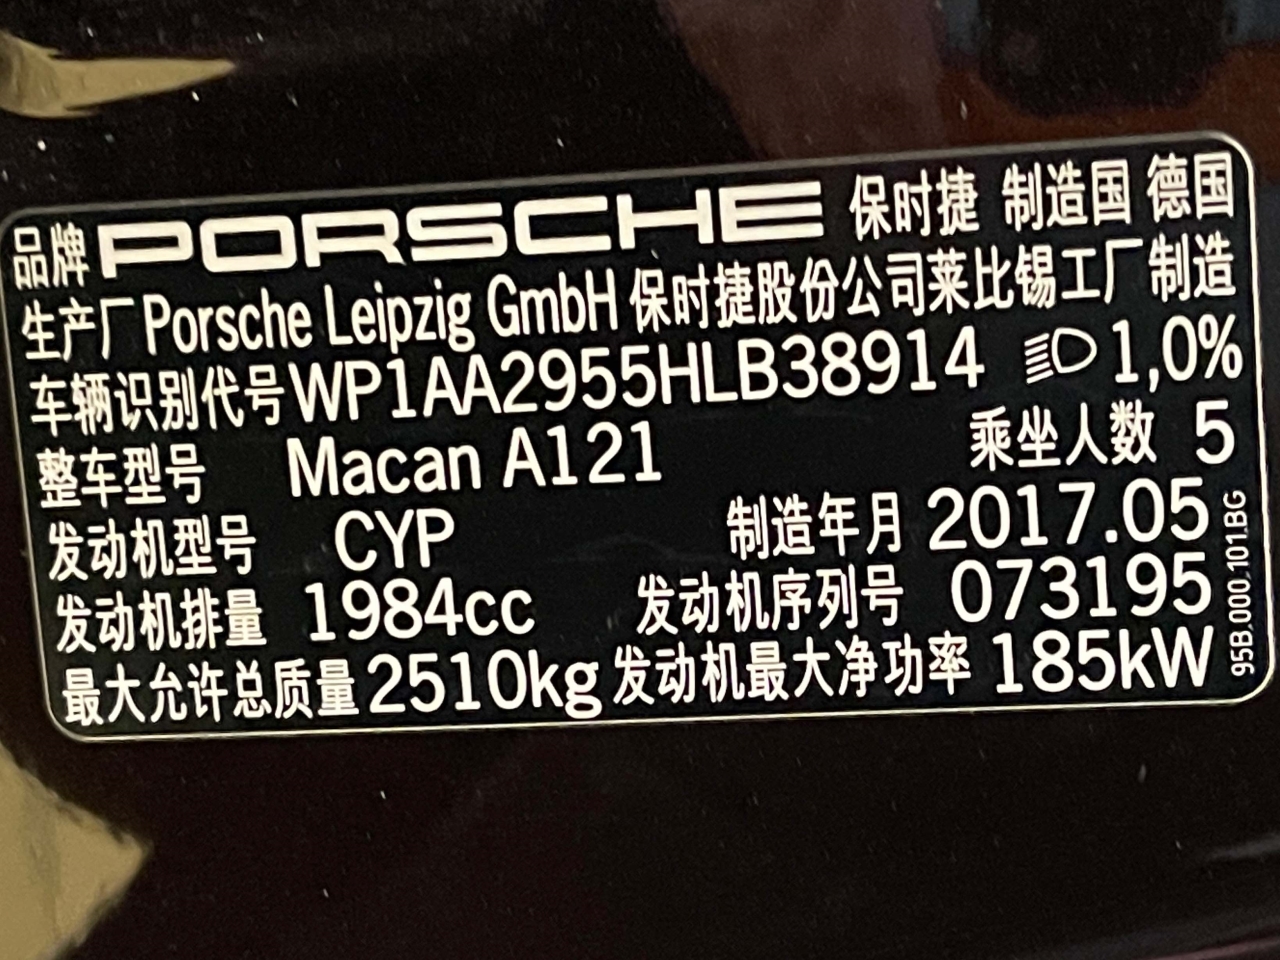 品牌 PORSCHE 保时捷 制造国 德国
生产厂 Porsche Leipzig GmbH 保时捷股份公司莱比锡工厂制造
车辆识别代号 WP1AA2955HLB38914 1,0%
整车型号 Macan A121 乘坐人数 5
发动机型号 CYP 制造年月 2017.05
发动机排量 1984cc 发动机序列号 073195
最大允许总质量 2510kg 发动机最大净功率 185kW
95B.000.101.BG